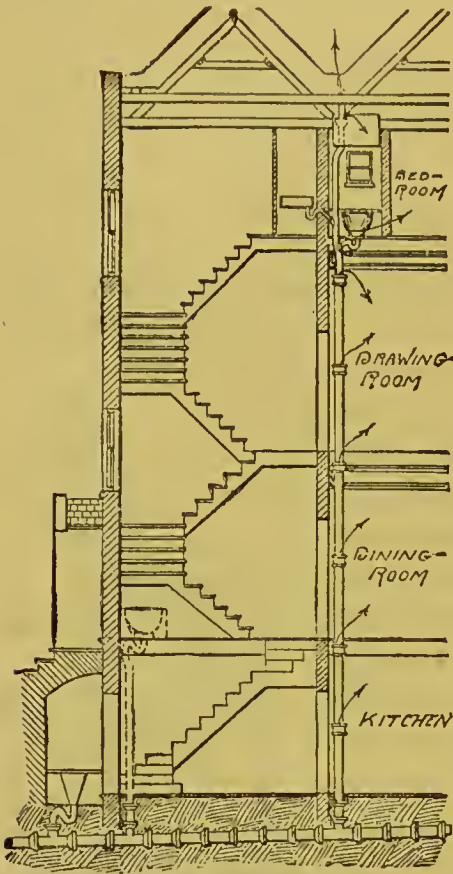 BED-
ROOM
DRAWING-
ROOM
DINING-
ROOM
KITCHEN